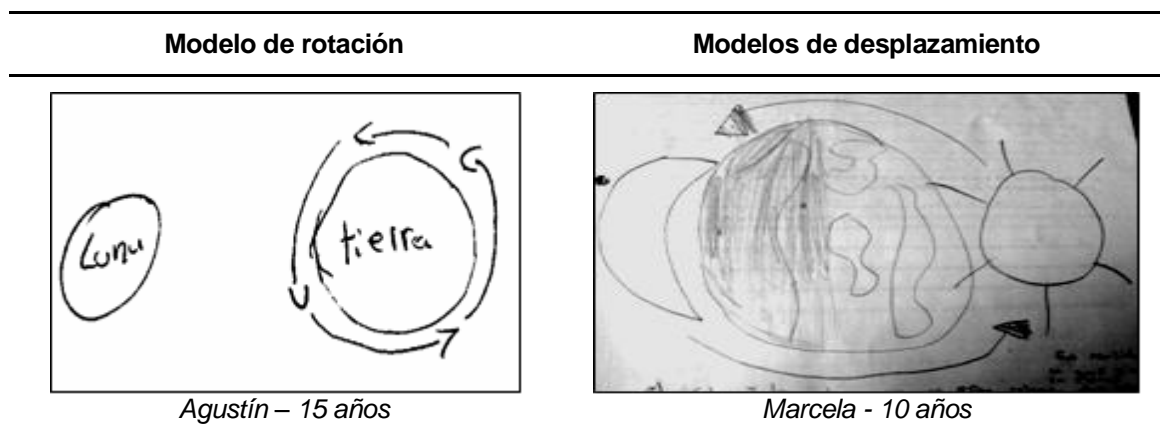 Modelo de rotación
Modelos de desplazamiento
Luna
tierra
Agustín – 15 años
Marcela - 10 años